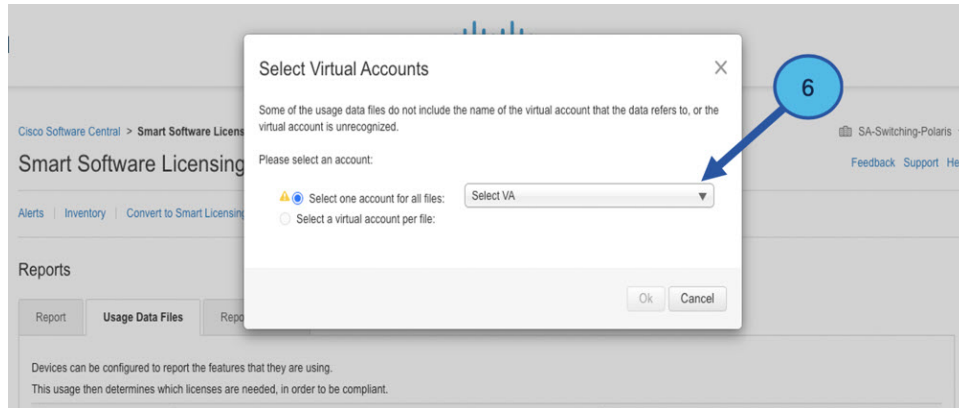 Select Virtual Accounts
Some of the usage data files do not include the name of the virtual account that the data refers to, or the
virtual account is unrecognized.
Please select an account:
Select one account for all files:
Select VA
Select a virtual account per file:
Ok
Cancel
6
Cisco Software Central > Smart Software Licens
SA-Switching-Polaris
Smart Software Licensing
Feedback Support He
Alerts | Inventory | Convert to Smart Licensing
Reports
Report
Usage Data Files
Repo
Devices can be configured to report the features that they are using.
This usage then determines which licenses are needed, in order to be compliant.